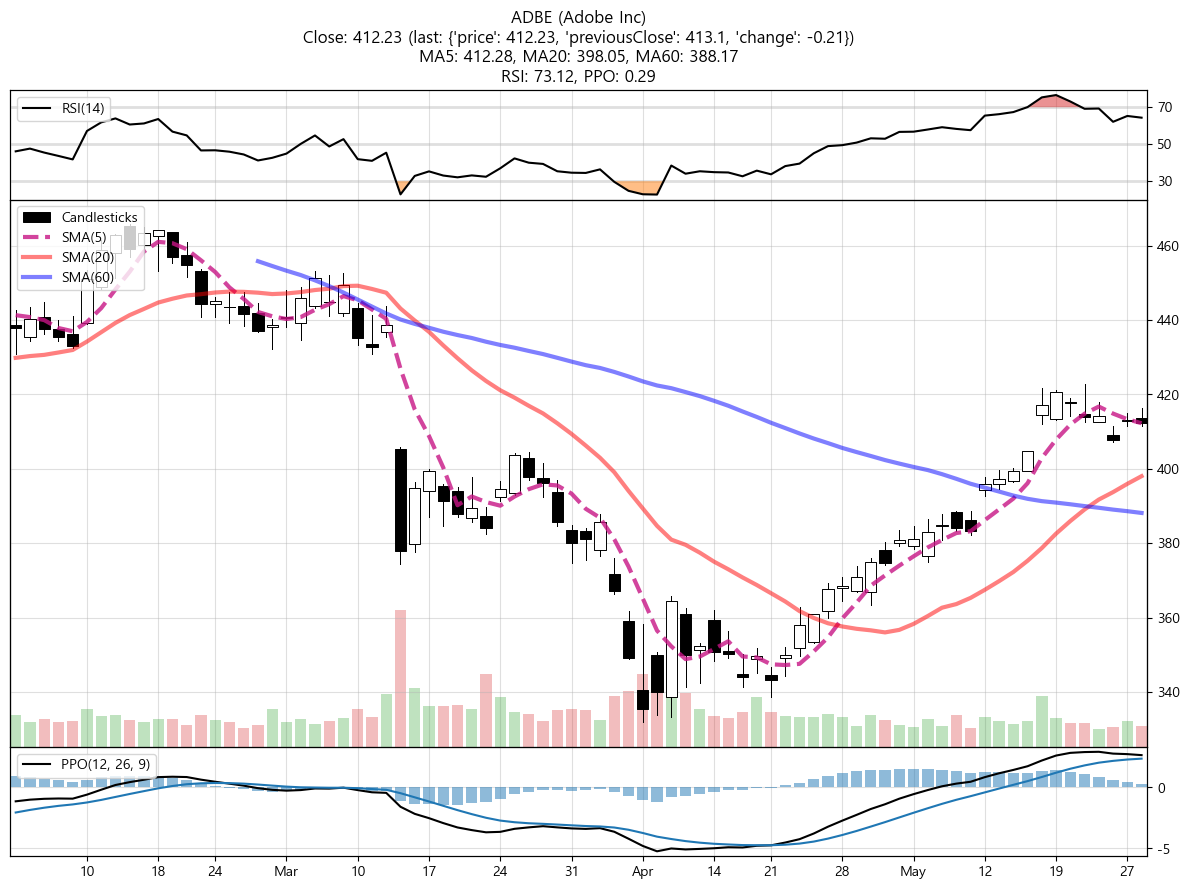 ADBE (Adobe Inc)
Close: 412.23 (last: {'price': 412.23, 'previousClose': 413.1, 'change': -0.21})
MA5: 412.28, MA20: 398.05, MA60: 388.17
RSI: 73.12, PPO: 0.29
RSI(14)
70
50
30
Candlesticks
SMA(5)
SMA(20)
SMA(60)
460
440
420
400
380
360
340
PPO(12, 26, 9)
0
-5
10 18 24 Mar 10 17 24 31 Apr 14 21 28 May 12 19 27